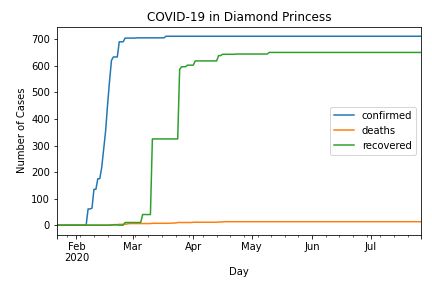 COVID-19 in Diamond Princess
Number of Cases
700
600
500
400
300
200
100
0
confirmed
deaths
recovered
Feb Mar Apr May Jun Jul
2020
Day